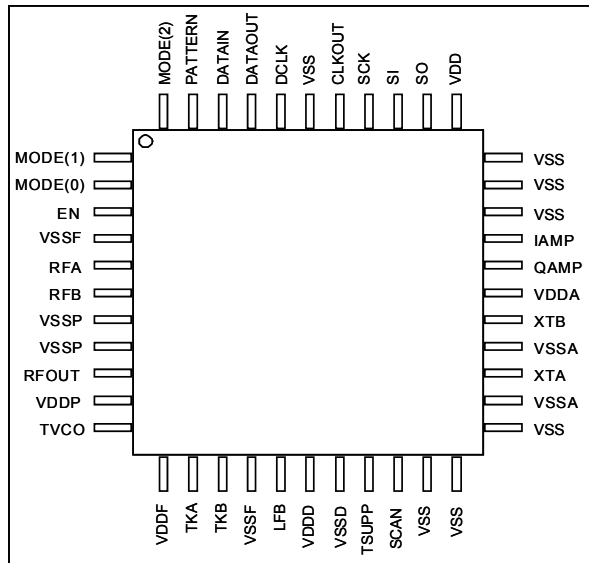 MODE(2)
PATTERN
DATAIN
DATAOUT
DCLK
VSS
CLKOUT
SCK
SI
SO
VDD
MODE(1)
MODE(0)
EN
VSSF
RFA
RFB
VSSP
VSSP
RFOUT
VDDP
TVCO
VSS
VSS
VSS
IAMP
QAMP
VDDA
XTB
VSSA
XTA
VSSA
VSS
VDDF
TKA
TKB
VSSF
LFB
VDDD
VSSD
TSUPP
SCAN
VSS
VSS